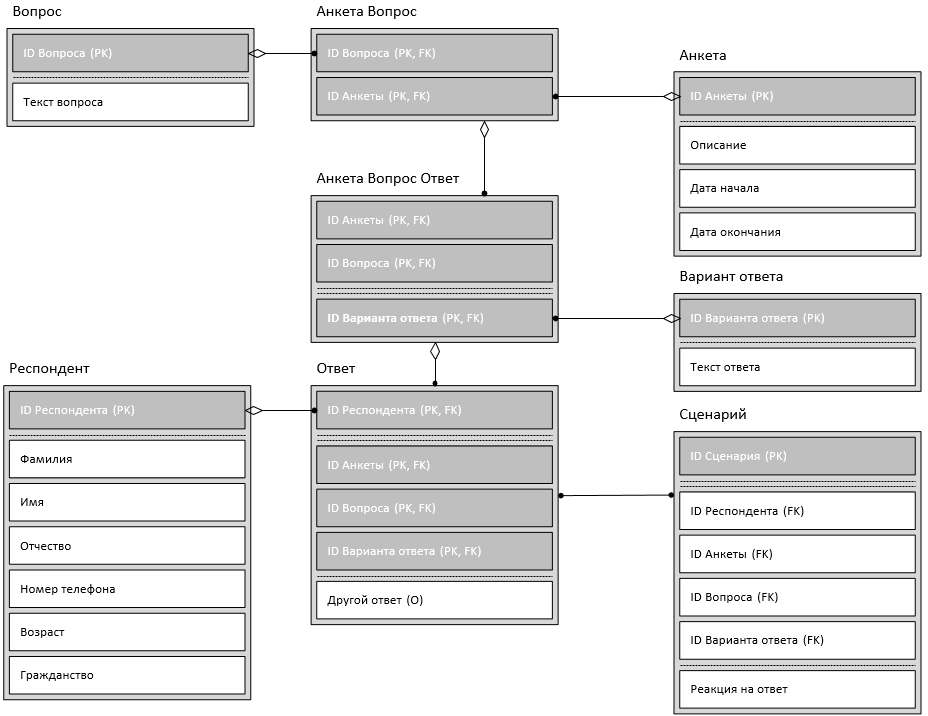 Вопрос
ID Вопроса (PK)
Текст вопроса
Анкета Вопрос
ID Вопроса (PK, FK)
ID Анкеты (PK, FK)
Анкета
ID Анкеты (PK)
Описание
Дата начала
Дата окончания
Анкета Вопрос Ответ
ID Анкеты (PK, FK)
ID Вопроса (PK, FK)
ID Варианта ответа (PK, FK)
Вариант ответа
ID Варианта ответа (PK)
Текст ответа
Респондент
ID Респондента (PK)
Фамилия
Имя
Отчество
Номер телефона
Возраст
Гражданство
Ответ
ID Респондента (PK, FK)
ID Анкеты (PK, FK)
ID Вопроса (PK, FK)
ID Варианта ответа (PK, FK)
Другой ответ (О)
Сценарий
ID Сценария (PK)
ID Респондента (FK)
ID Анкеты (FK)
ID Вопроса (FK)
ID Варианта ответа (FK)
Реакция на ответ